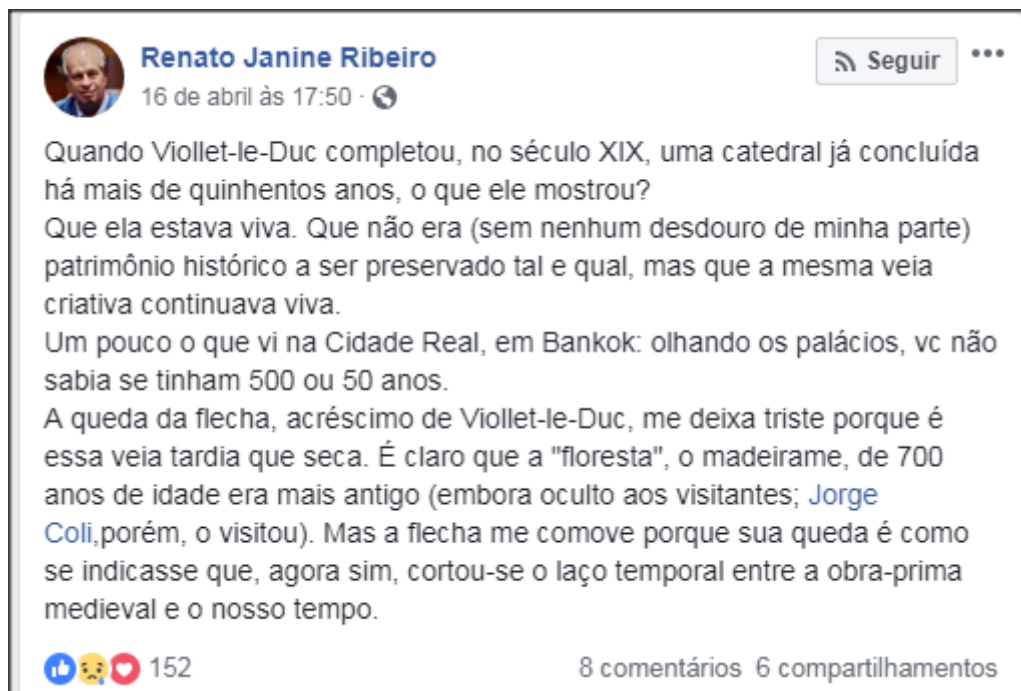 Renato Janine Ribeiro
Seguir
16 de abril às 17:50
Quando Viollet-le-Duc completou, no século XIX, uma catedral já concluída
há mais de quinhentos anos, o que ele mostrou?
Que ela estava viva. Que não era (sem nenhum desdouro de minha parte)
patrimônio histórico a ser preservado tal e qual, mas que a mesma veia
criativa continuava viva.
Um pouco o que vi na Cidade Real, em Bankok: olhando os palácios, vc não
sabia se tinham 500 ou 50 anos.
A queda da flecha, acréscimo de Viollet-le-Duc, me deixa triste porque é
essa veia tardia que seca. É claro que a "floresta", o madeirame, de 700
anos de idade era mais antigo (embora oculto aos visitantes; Jorge
Coli,porém, o visitou). Mas a flecha me comove porque sua queda é como
se indicasse que, agora sim, cortou-se o laço temporal entre a obra-prima
medieval e o nosso tempo.
152
8 comentários 6 compartilhamentos